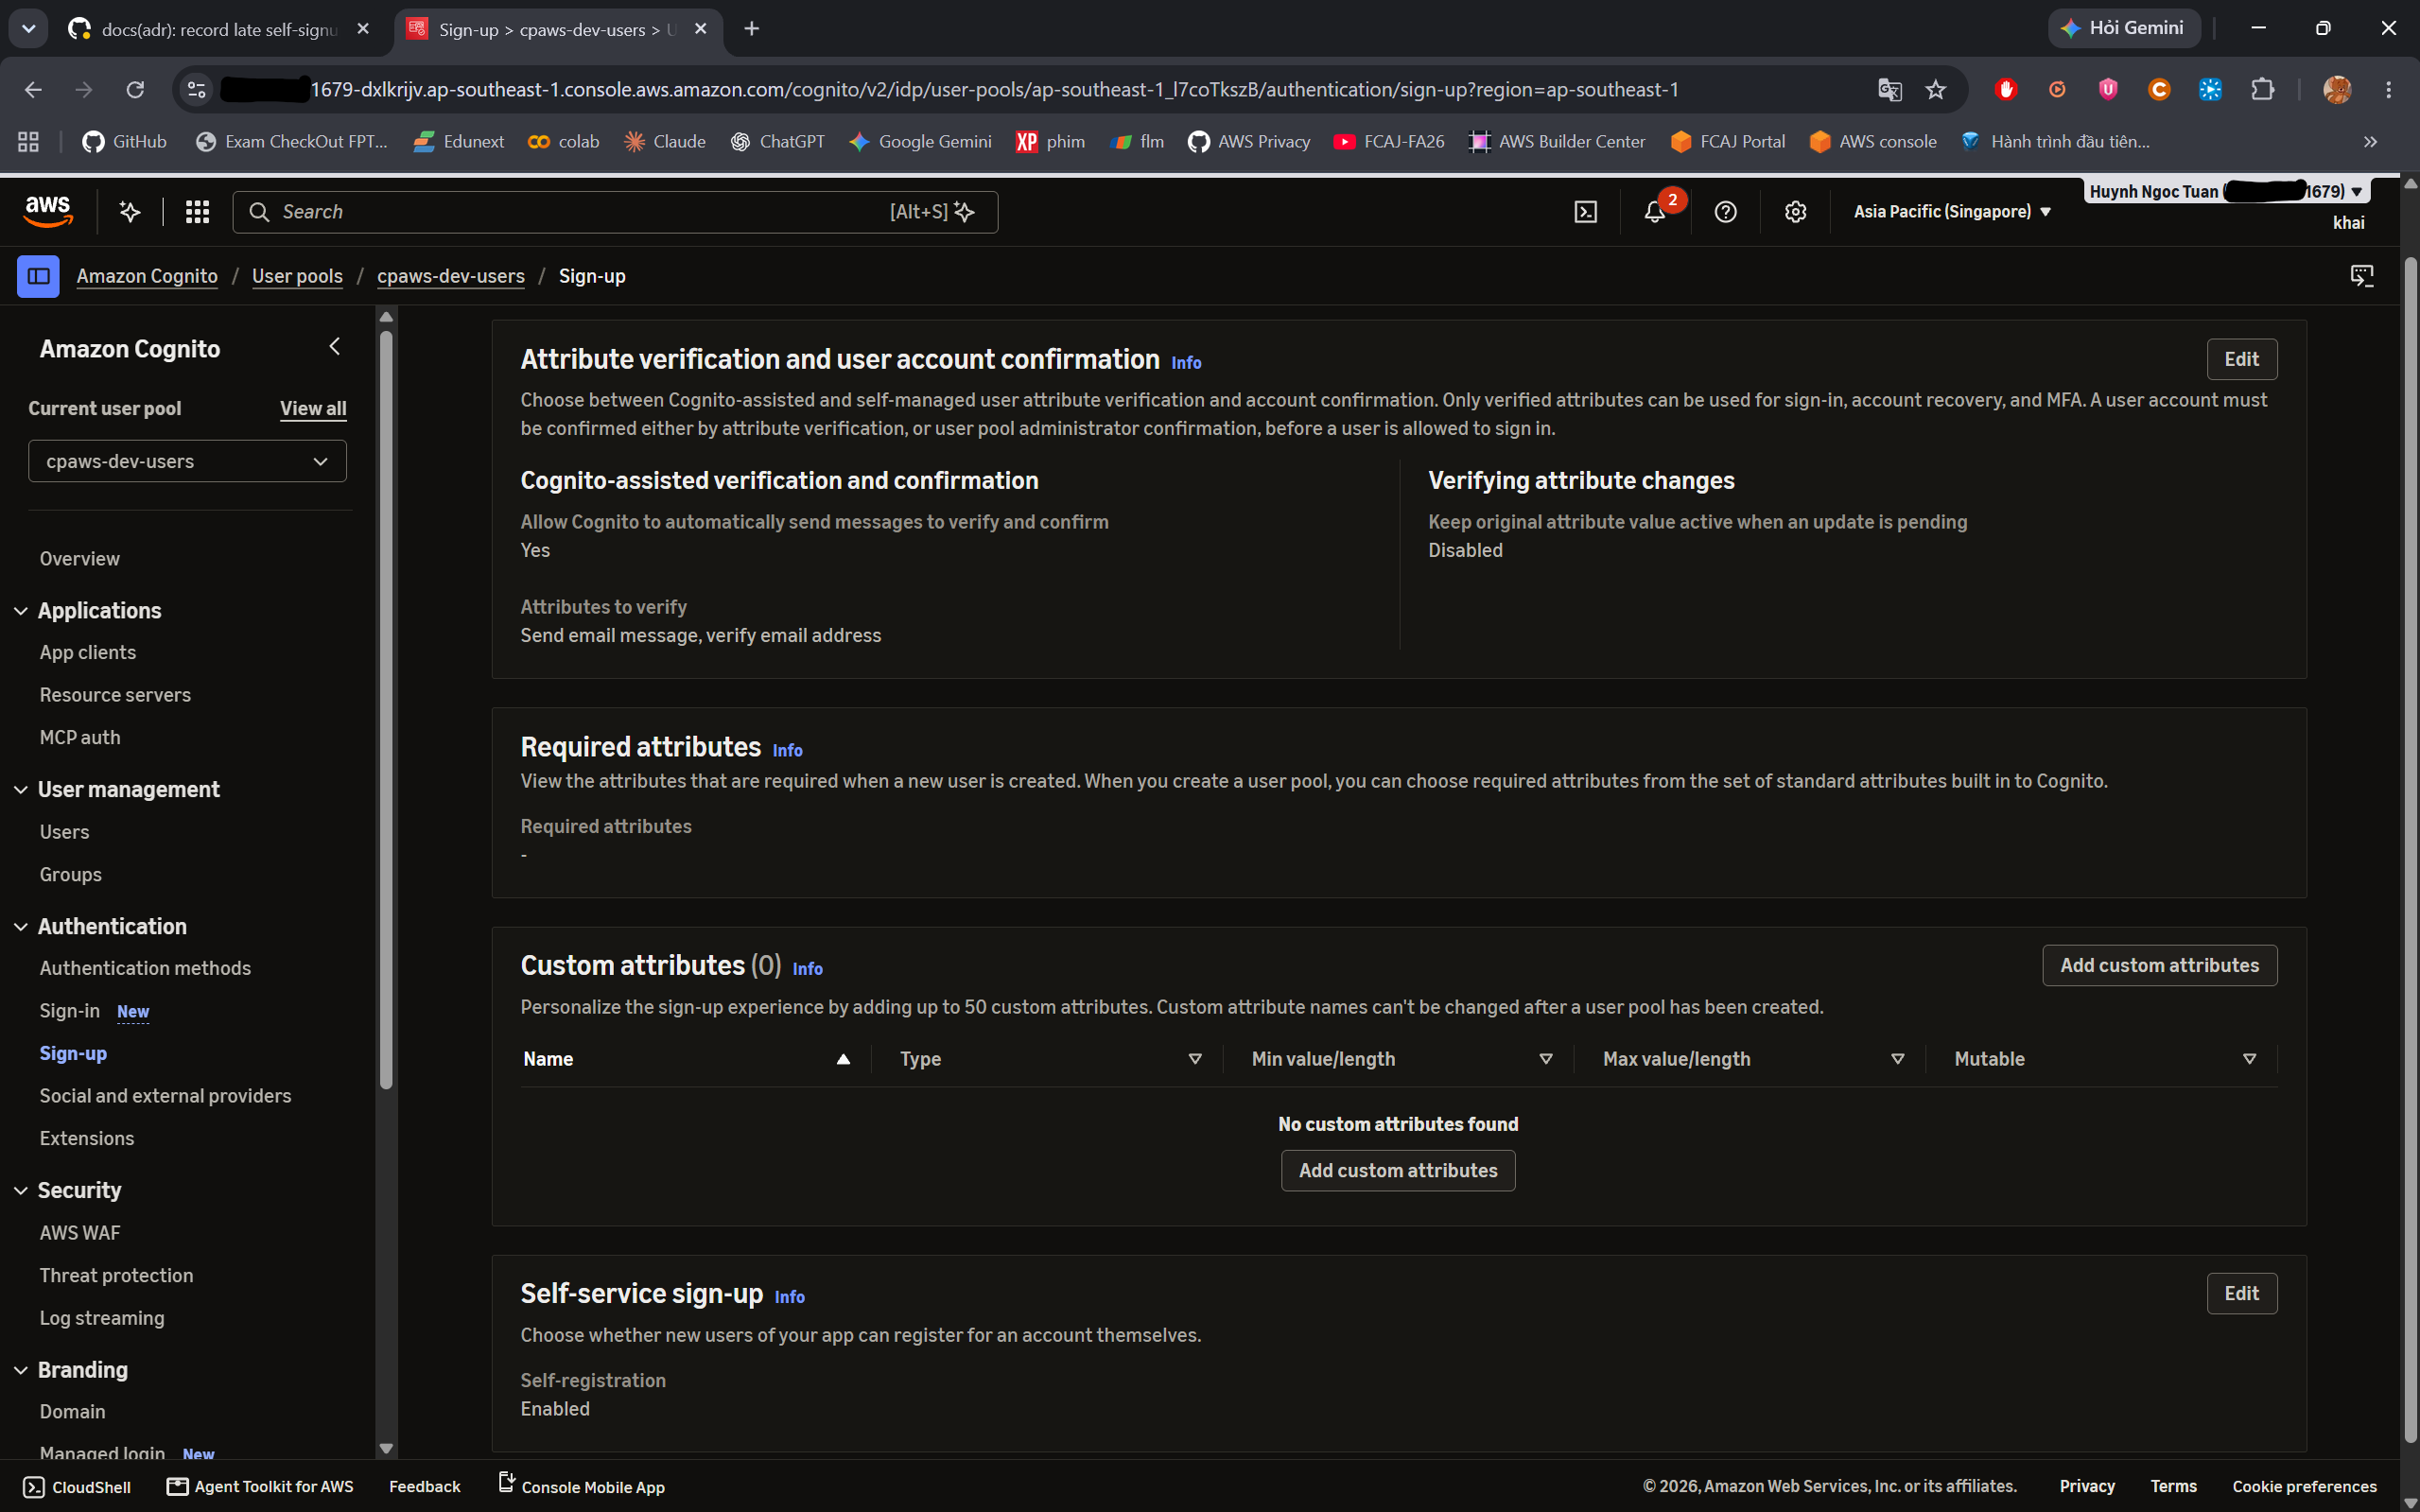 docs(adr): record late self-signu
Sign-up > cpaws-dev-users > U
Hỏi Gemini
1679-dxlkrijv.ap-southeast-1.console.aws.amazon.com/cognito/v2/idp/user-pools/ap-southeast-1_l7coTkszB/authentication/sign-up?region=ap-southeast-1
GitHub
Exam CheckOut FPT...
Edunext
colab
Claude
ChatGPT
Google Gemini
XP phim
flm
AWS Privacy
FCAJ-FA26
AWS Builder Center
FCAJ Portal
AWS console
Hành trình đầu tiên...
aws
Search
[Alt+S]
2
Asia Pacific (Singapore)
Huynh Ngoc Tuan (
1679)
khai
Amazon Cognito / User pools / cpaws-dev-users / Sign-up
Amazon Cognito
Current user pool
View all
cpaws-dev-users
Overview
Applications
App clients
Resource servers
MCP auth
User management
Users
Groups
Authentication
Authentication methods
Sign-in New
Sign-up
Social and external providers
Extensions
Security
AWS WAF
Threat protection
Log streaming
Branding
Domain
Managed login New
Attribute verification and user account confirmation Info
Edit
Choose between Cognito-assisted and self-managed user attribute verification and account confirmation. Only verified attributes can be used for sign-in, account recovery, and MFA. A user account must
be confirmed either by attribute verification, or user pool administrator confirmation, before a user is allowed to sign in.
Cognito-assisted verification and confirmation
Allow Cognito to automatically send messages to verify and confirm
Yes
Attributes to verify
Send email message, verify email address
Verifying attribute changes
Keep original attribute value active when an update is pending
Disabled
Required attributes Info
View the attributes that are required when a new user is created. When you create a user pool, you can choose required attributes from the set of standard attributes built in to Cognito.
Required attributes
-
Custom attributes (0) Info
Add custom attributes
Personalize the sign-up experience by adding up to 50 custom attributes. Custom attribute names can't be changed after a user pool has been created.
Name
Type
Min value/length
Max value/length
Mutable
No custom attributes found
Add custom attributes
Self-service sign-up Info
Edit
Choose whether new users of your app can register for an account themselves.
Self-registration
Enabled
CloudShell
Agent Toolkit for AWS
Feedback
Console Mobile App
© 2026, Amazon Web Services, Inc. or its affiliates.
Privacy
Terms
Cookie preferences